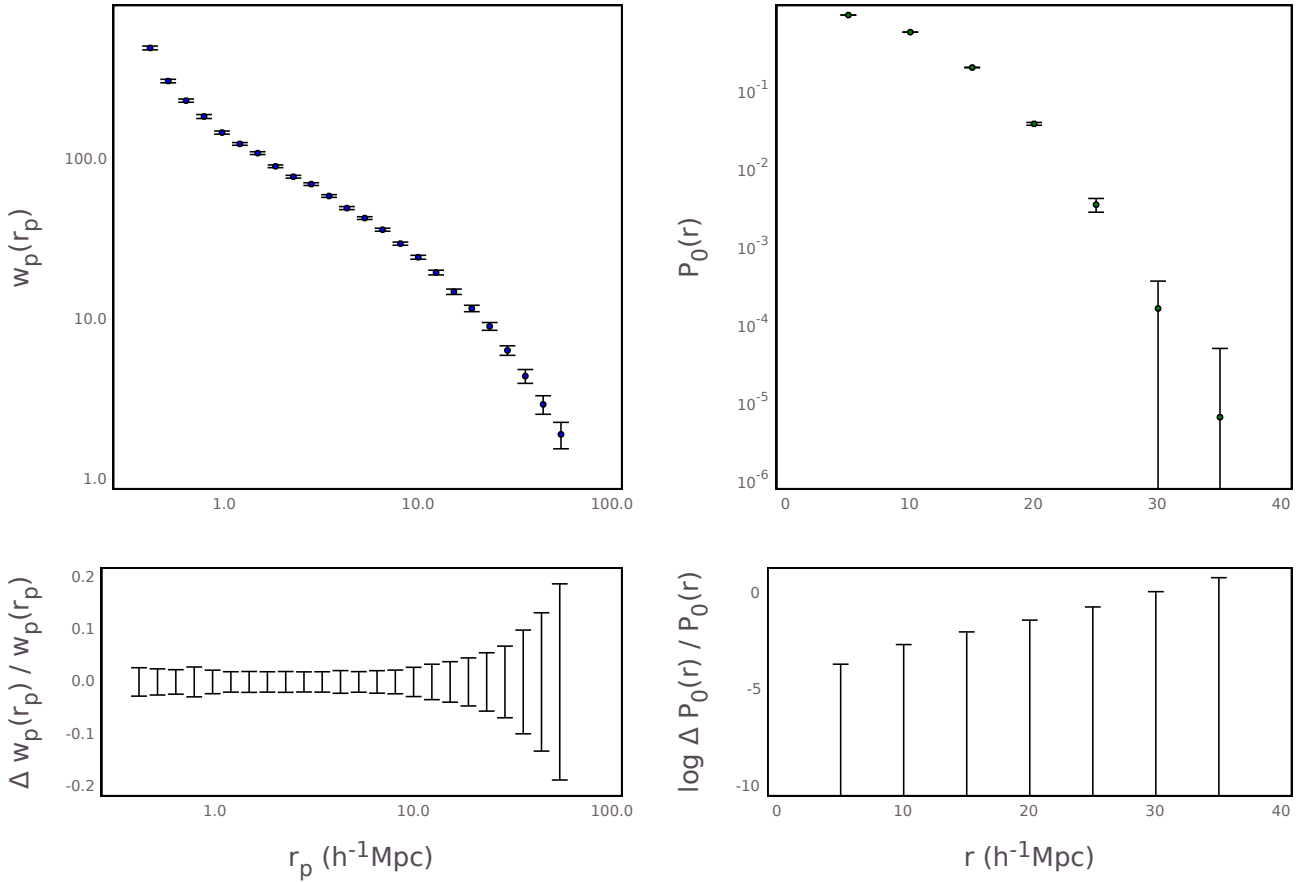 w_p(r_p)
100.0
10.0
1.0
1.0 10.0 100.0
P_0(r)
10^-1
10^-2
10^-3
10^-4
10^-5
10^-6
0 10 20 30 40
Δ w_p(r_p) / w_p(r_p)
0.2
0.1
0.0
-0.1
-0.2
1.0 10.0 100.0
r_p (h^-1Mpc)
log Δ P_0(r) / P_0(r)
0
-5
-10
0 10 20 30 40
r (h^-1Mpc)